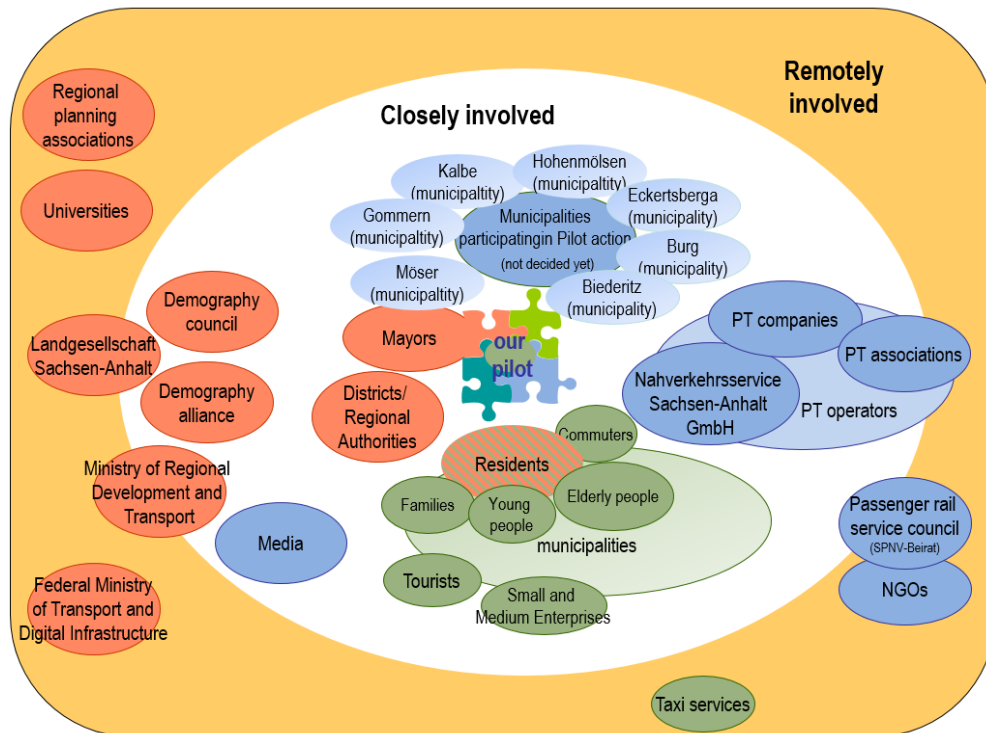 Remotely
involved
Regional
planning
associations
Closely involved
Universities
Kalbe
(municipaltity)
Hohenmölsen
(municipaltity)
Eckertsberga
(municipality)
Gommern
(municipaltity)
Municipalities
participatingin Pilot action
(not decided yet)
Burg
(municipality)
Möser
(municipaltity)
Biederitz
(municipality)
Demography
council
Landgesellschaft
Sachsen-Anhalt
Mayors
our
pilot
PT companies
PT associations
Demography
alliance
Districts/
Regional
Authorities
Nahverkehrsservice
Sachsen-Anhalt
GmbH
PT operators
Commuters
Residents
Ministry of Regional
Development and
Transport
Families
Young
people
Elderly people
municipalities
Media
Passenger rail
service council
(SPNV-Beirat)
Tourists
Small and
Medium Enterprises
NGOs
Federal Ministry
of Transport and
Digital Infrastructure
Taxi services